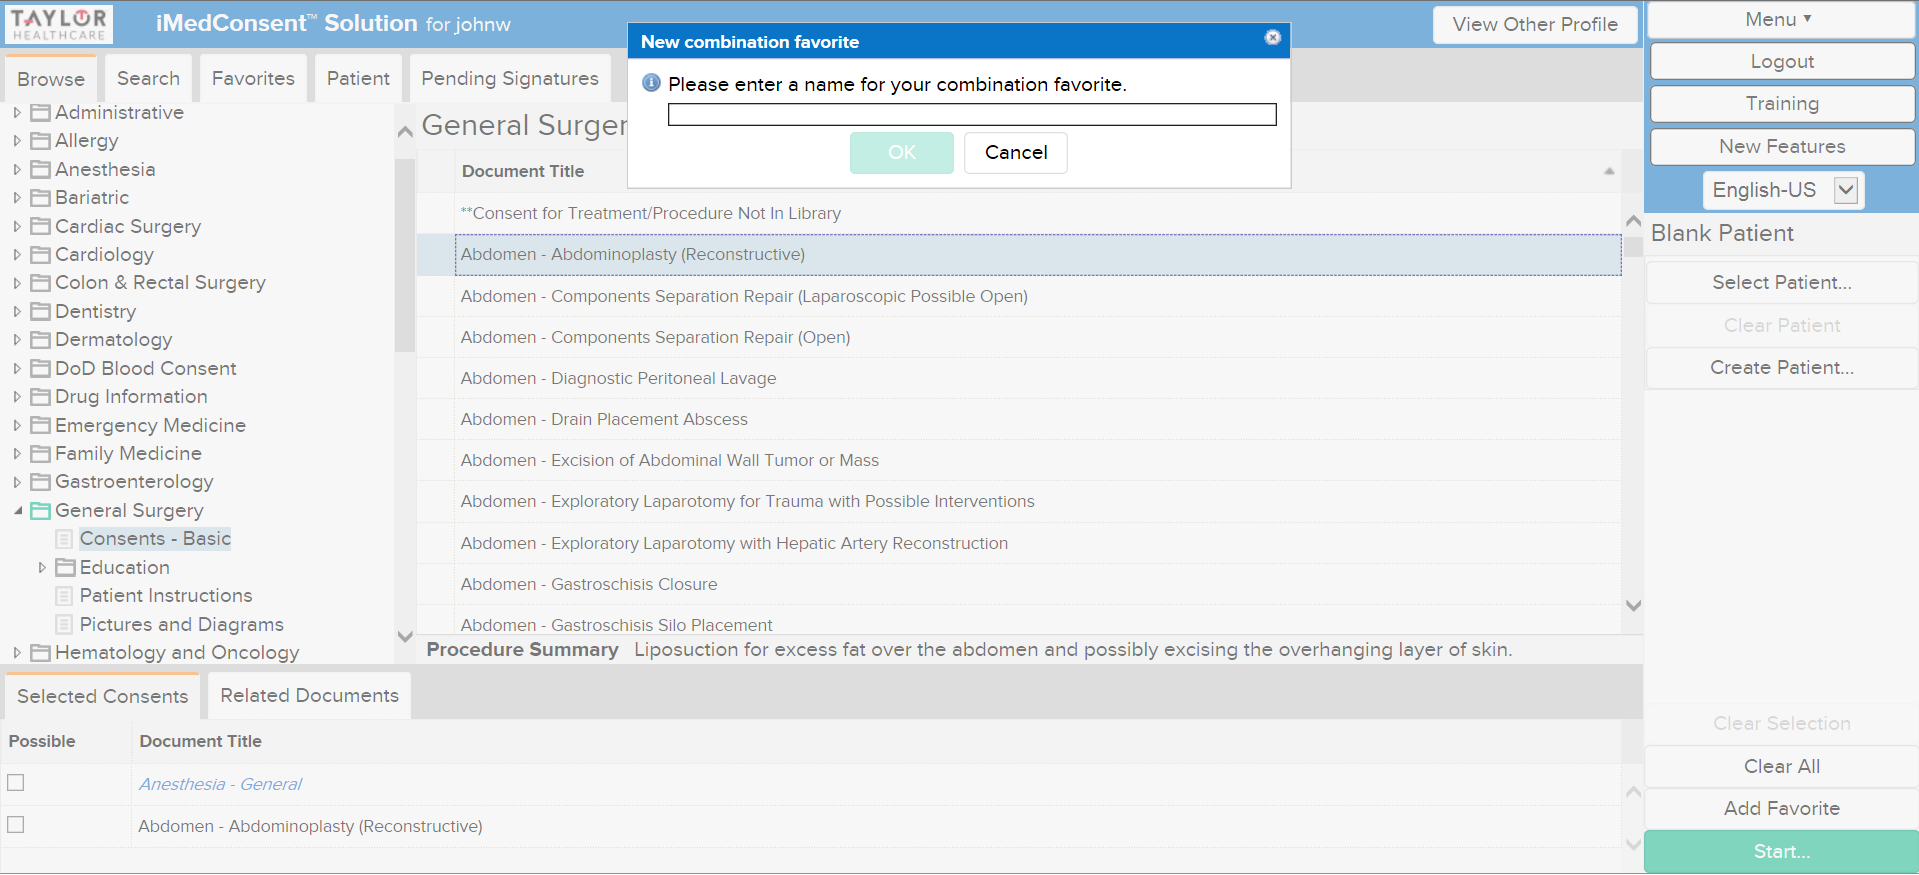 TAYLOR
HEALTHCARE
iMedConsent™ Solution for johnw
View Other Profile
Menu ▼
Logout
Training
New Features
English-US
Browse
Search
Favorites
Patient
Pending Signatures
New combination favorite
Please enter a name for your combination favorite.
OK
Cancel
Administrative
Allergy
Anesthesia
Bariatric
Cardiac Surgery
Cardiology
Colon & Rectal Surgery
Dentistry
Dermatology
DoD Blood Consent
Drug Information
Emergency Medicine
Family Medicine
Gastroenterology
General Surgery
Consents - Basic
Education
Patient Instructions
Pictures and Diagrams
Hematology and Oncology
General Surger
Document Title
**Consent for Treatment/Procedure Not In Library
Abdomen - Abdominoplasty (Reconstructive)
Abdomen - Components Separation Repair (Laparoscopic Possible Open)
Abdomen - Components Separation Repair (Open)
Abdomen - Diagnostic Peritoneal Lavage
Abdomen - Drain Placement Abscess
Abdomen - Excision of Abdominal Wall Tumor or Mass
Abdomen - Exploratory Laparotomy for Trauma with Possible Interventions
Abdomen - Exploratory Laparotomy with Hepatic Artery Reconstruction
Abdomen - Gastroschisis Closure
Abdomen - Gastroschisis Silo Placement
Procedure Summary Liposuction for excess fat over the abdomen and possibly excising the overhanging layer of skin.
Blank Patient
Select Patient...
Clear Patient
Create Patient...
Selected Consents
Related Documents
Possible
Document Title
Anesthesia - General
Abdomen - Abdominoplasty (Reconstructive)
Clear Selection
Clear All
Add Favorite
Start...